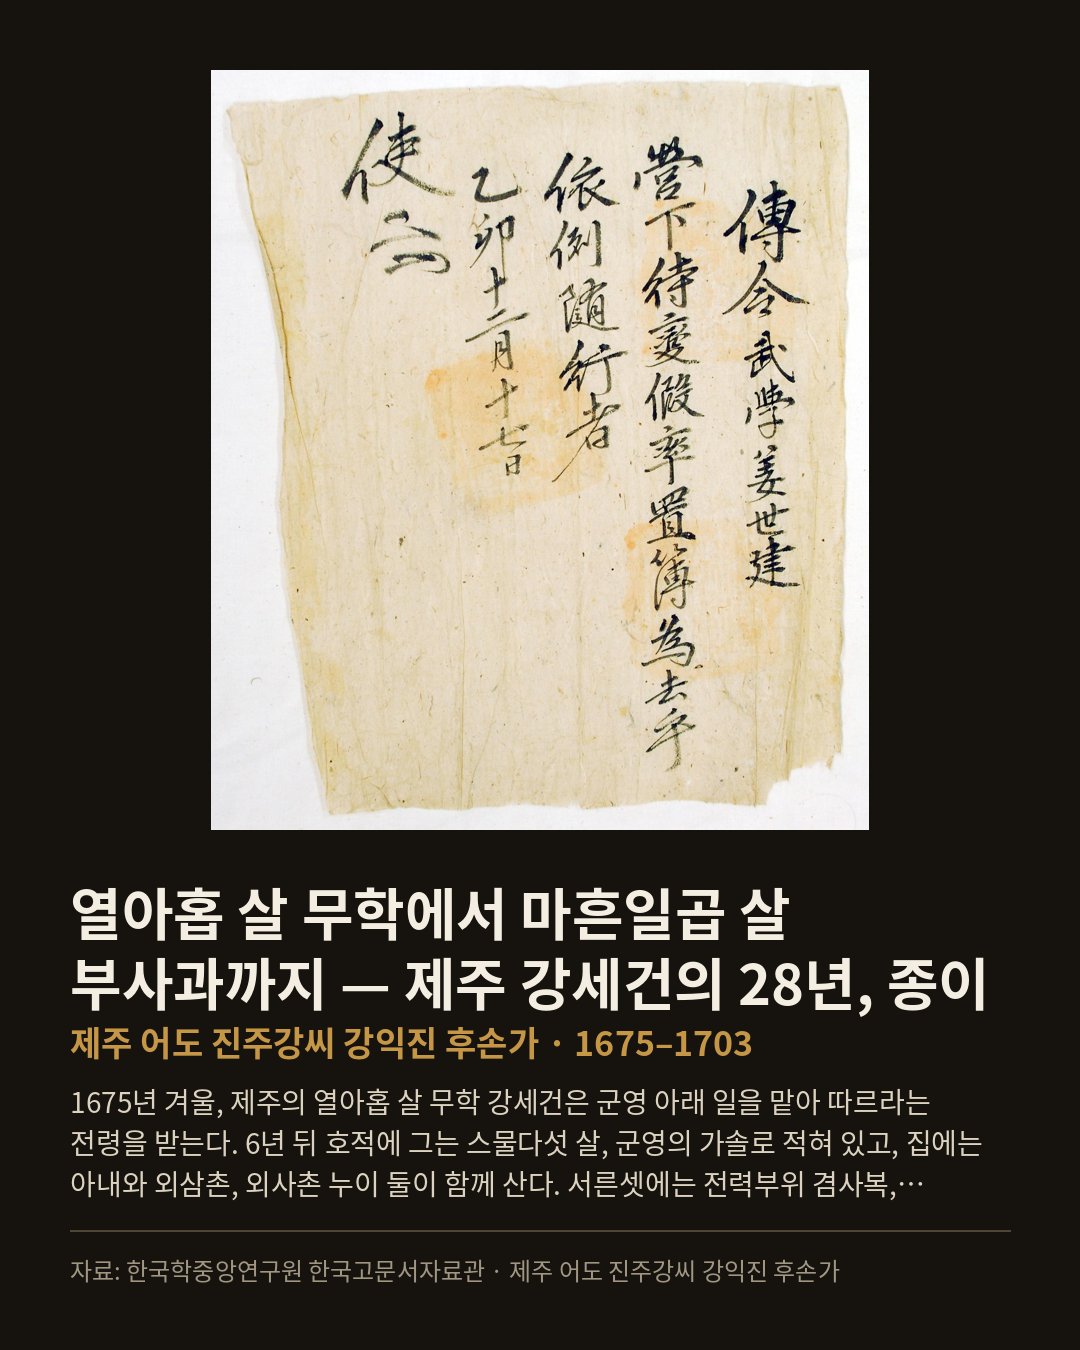 傳令武學姜世建
營下待變假率置簿為去乎
依例隨行者
乙卯十二月十七日
使
열아홉 살 무학에서 마흔일곱 살
부사과까지 — 제주 강세건의 28년, 종이
제주 어도 진주강씨 강익진 후손가 · 1675–1703
1675년 겨울, 제주의 열아홉 살 무학 강세건은 군영 아래 일을 맡아 따르라는
전령을 받는다. 6년 뒤 호적에 그는 스물다섯 살, 군영의 가솔로 적혀 있고, 집에는
아내와 외삼촌, 외사촌 누이 둘이 함께 산다. 서른셋에는 전력부위 겸사복,…
자료: 한국학중앙연구원 한국고문서자료관 · 제주 어도 진주강씨 강익진 후손가